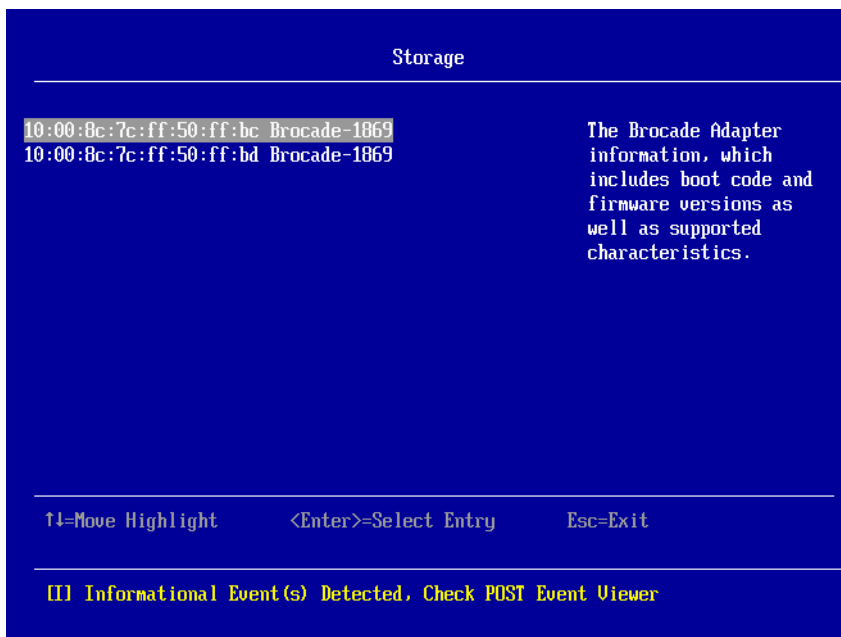 Storage
10:00:8c:7c:ff:50:ff:bc Brocade-1869
10:00:8c:7c:ff:50:ff:bd Brocade-1869
The Brocade Adapter
information, which
includes boot code and
firmware versions as
well as supported
characteristics.
↑↓=Move Highlight <Enter>=Select Entry Esc=Exit
[I] Informational Event(s) Detected, Check POST Event Viewer